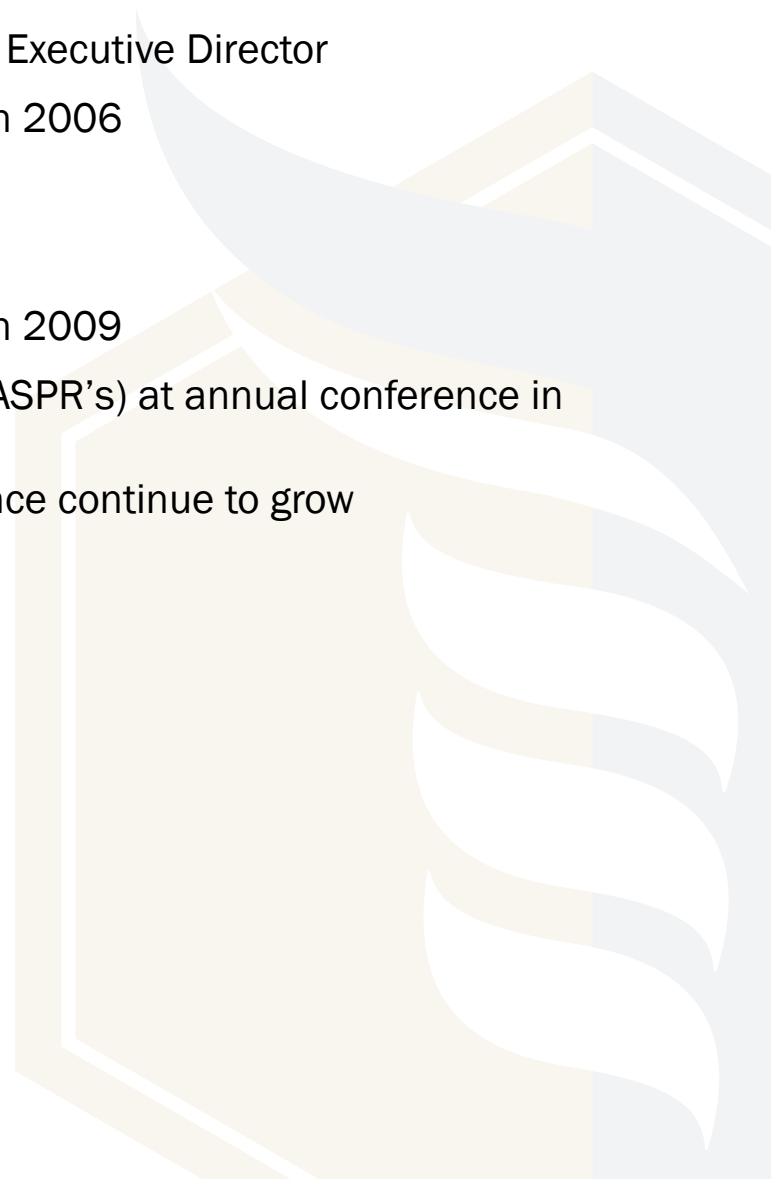 Executive Director
n 2006
n 2009
ASPR's) at annual conference in
nce continue to grow